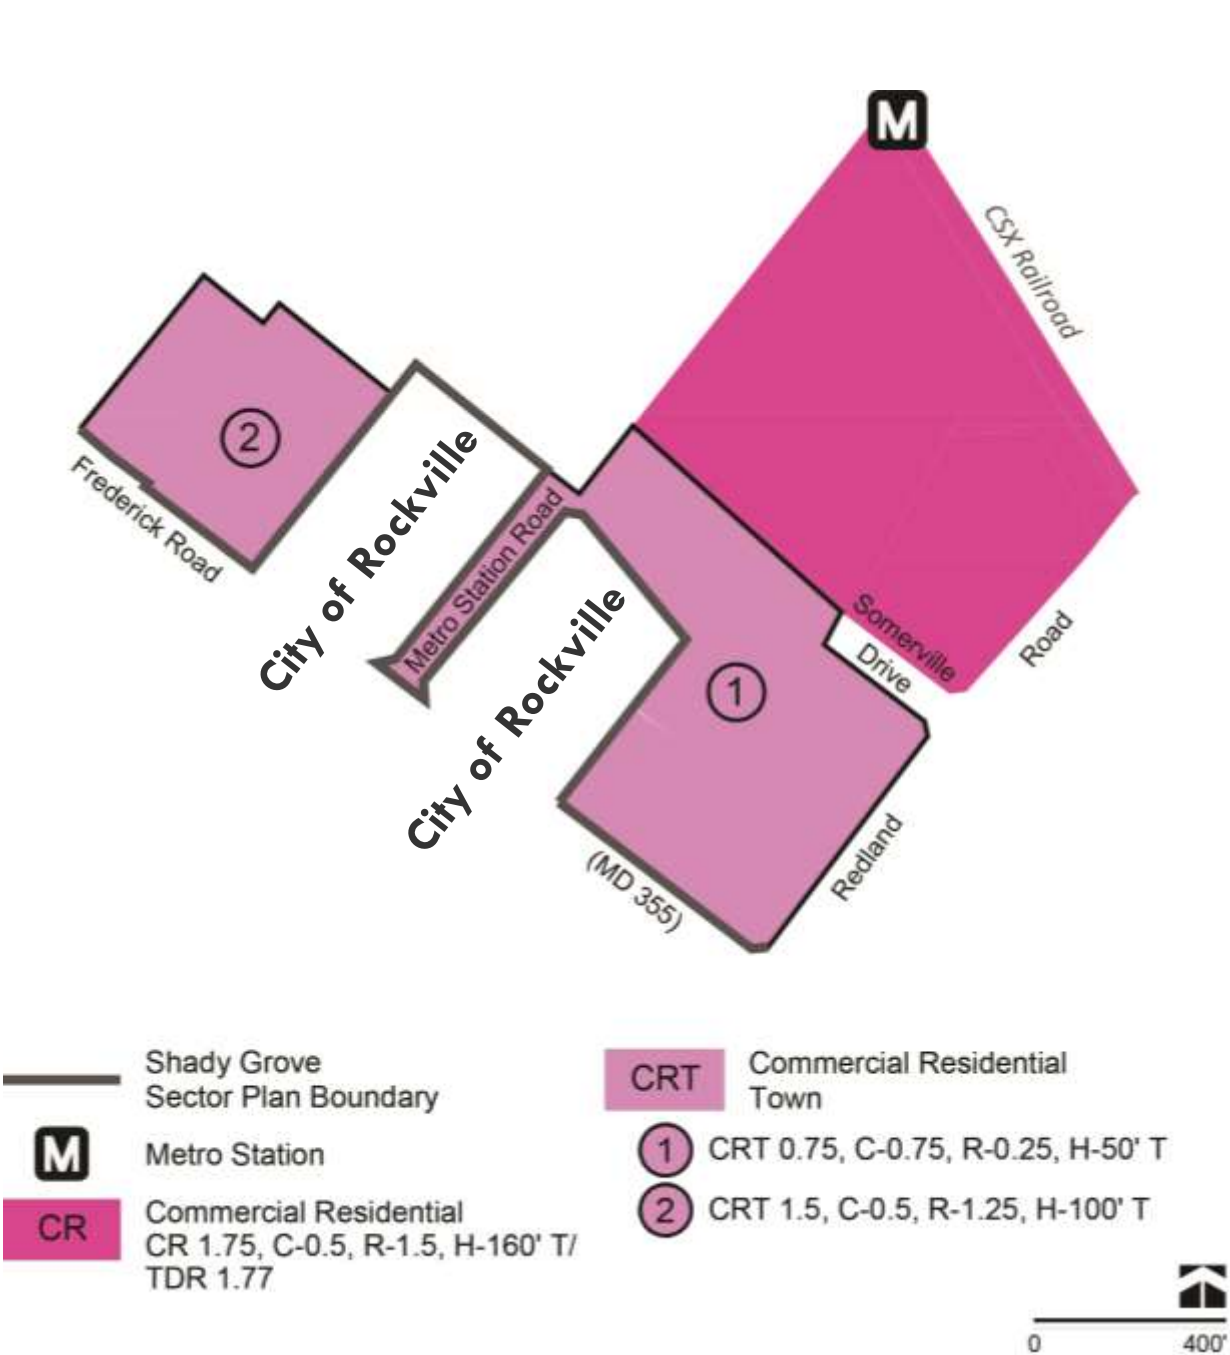 M
CSX Railroad
2
Frederick Road
City of Rockville
Metro Station Road
City of Rockville
Somerville
Drive
Road
1
Redland
(MD 355)
Shady Grove
Sector Plan Boundary
M
Metro Station
CR
Commercial Residential
CR 1.75, C-0.5, R-1.5, H-160' T/
TDR 1.77
CRT
Commercial Residential
Town
1
CRT 0.75, C-0.75, R-0.25, H-50' T
2
CRT 1.5, C-0.5, R-1.25, H-100' T
0
400'